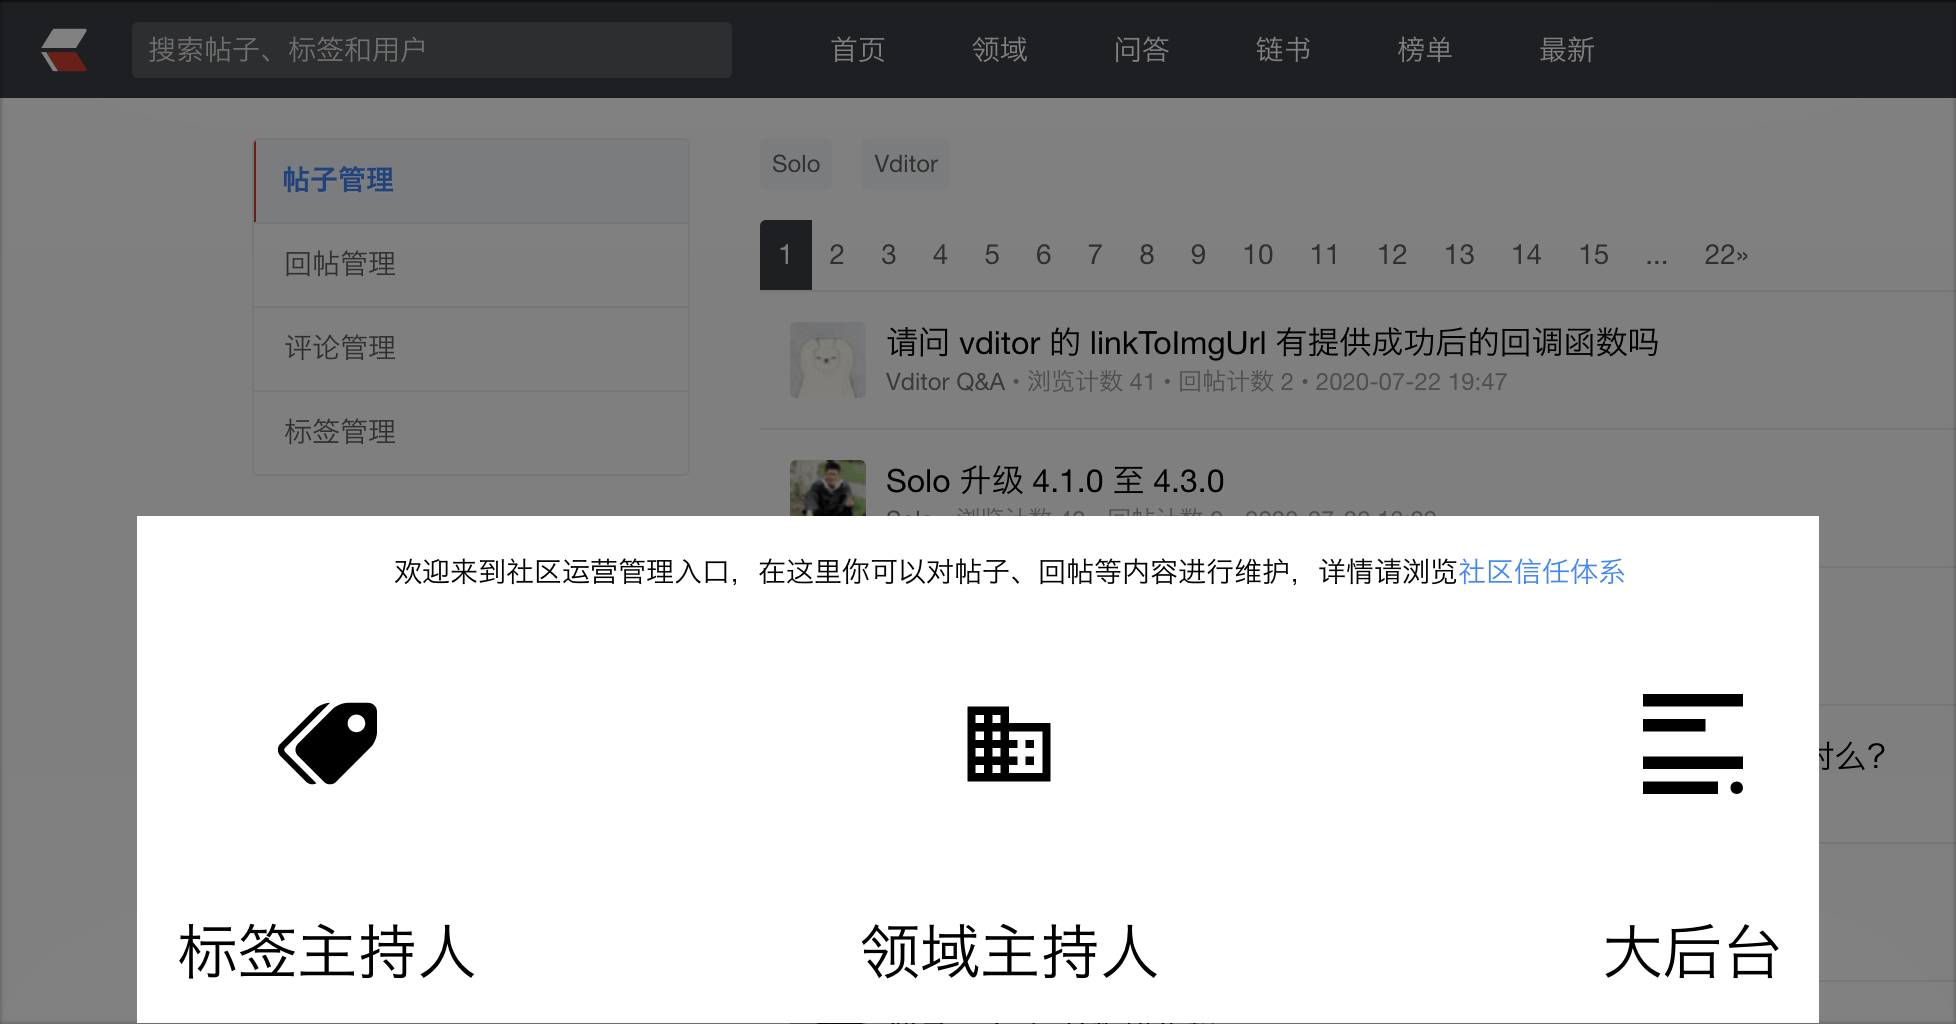 搜索帖子、标签和用户
首页 领域 问答 链书 榜单 最新
帖子管理
回帖管理
评论管理
标签管理
Solo Vditor
1 2 3 4 5 6 7 8 9 10 11 12 13 14 15 ... 22»
请问 vditor 的 linkToImgUrl 有提供成功后的回调函数吗
Vditor Q&A • 浏览计数 41 • 回帖计数 2 • 2020-07-22 19:47
Solo 升级 4.1.0 至 4.3.0
欢迎来到社区运营管理入口，在这里你可以对帖子、回帖等内容进行维护，详情请浏览社区信任体系
么？
标签主持人
领域主持人
大后台